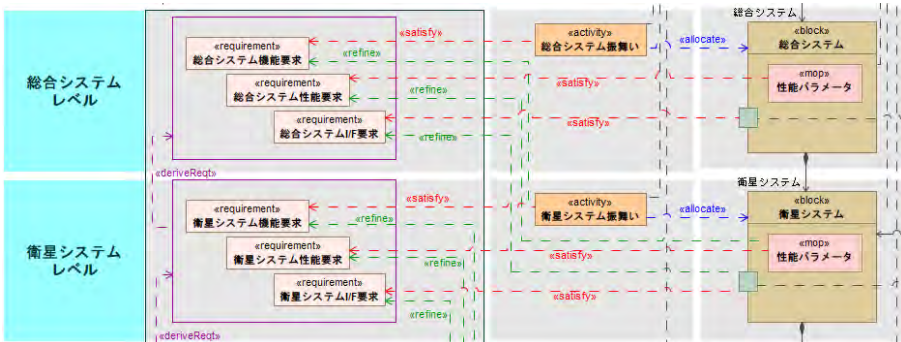 総合システム
レベル
«requirement»
総合システム機能要求
«requirement»
総合システム性能要求
«requirement»
総合システムI/F要求
«satisfy»
«refine»
«satisfy»
«refine»
«satisfy»
«refine»
«activity»
総合システム振舞い
«allocate»
総合システム
«block»
総合システム
«mop»
性能パラメータ
«deriveReqt»
衛星システム
レベル
«requirement»
衛星システム機能要求
«requirement»
衛星システム性能要求
«requirement»
衛星システムI/F要求
«satisfy»
«refine»
«satisfy»
«refine»
«satisfy»
«refine»
«activity»
衛星システム振舞い
«allocate»
衛星システム
«block»
衛星システム
«mop»
性能パラメータ
«deriveReqt»